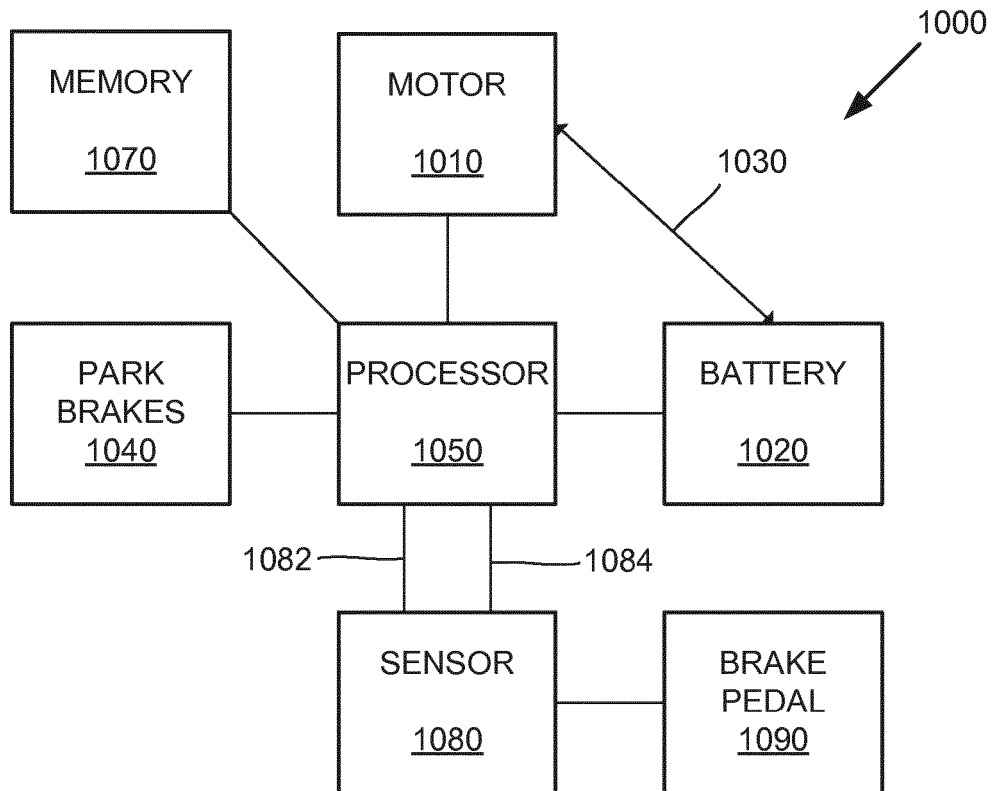 1000
MEMORY
1070
MOTOR
1010
1030
PARK
BRAKES
1040
PROCESSOR
1050
BATTERY
1020
1082
1084
SENSOR
1080
BRAKE
PEDAL
1090